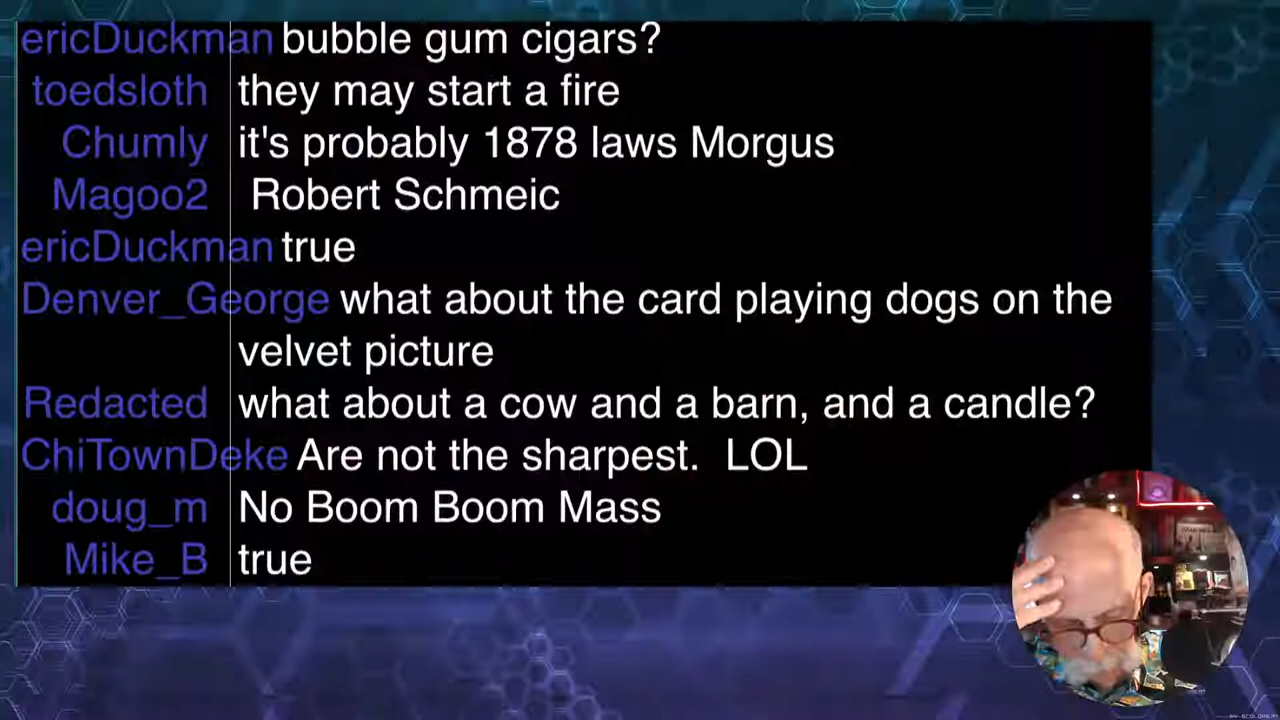 ericDuckman bubble gum cigars?
toedsloth they may start a fire
Chumly it's probably 1878 laws Morgus
Magoo2 Robert Schmeic
ericDuckman true
Denver_George what about the card playing dogs on the
velvet picture
Redacted what about a cow and a barn, and a candle?
ChiTownDeke Are not the sharpest. LOL
doug_m No Boom Boom Mass
Mike_B true